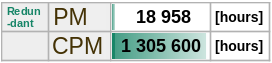 Redun
-dant
PM 18 958 [hours]
CPM 1 305 600 [hours]